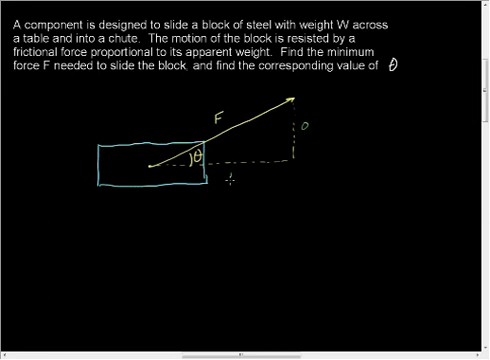 A component is designed to slide a block of steel with weight W across
a table and into a chute. The motion of the block is resisted by a
frictional force proportional to its apparent weight. Find the minimum
force F needed to slide the block, and find the corresponding value of θ
F
θ